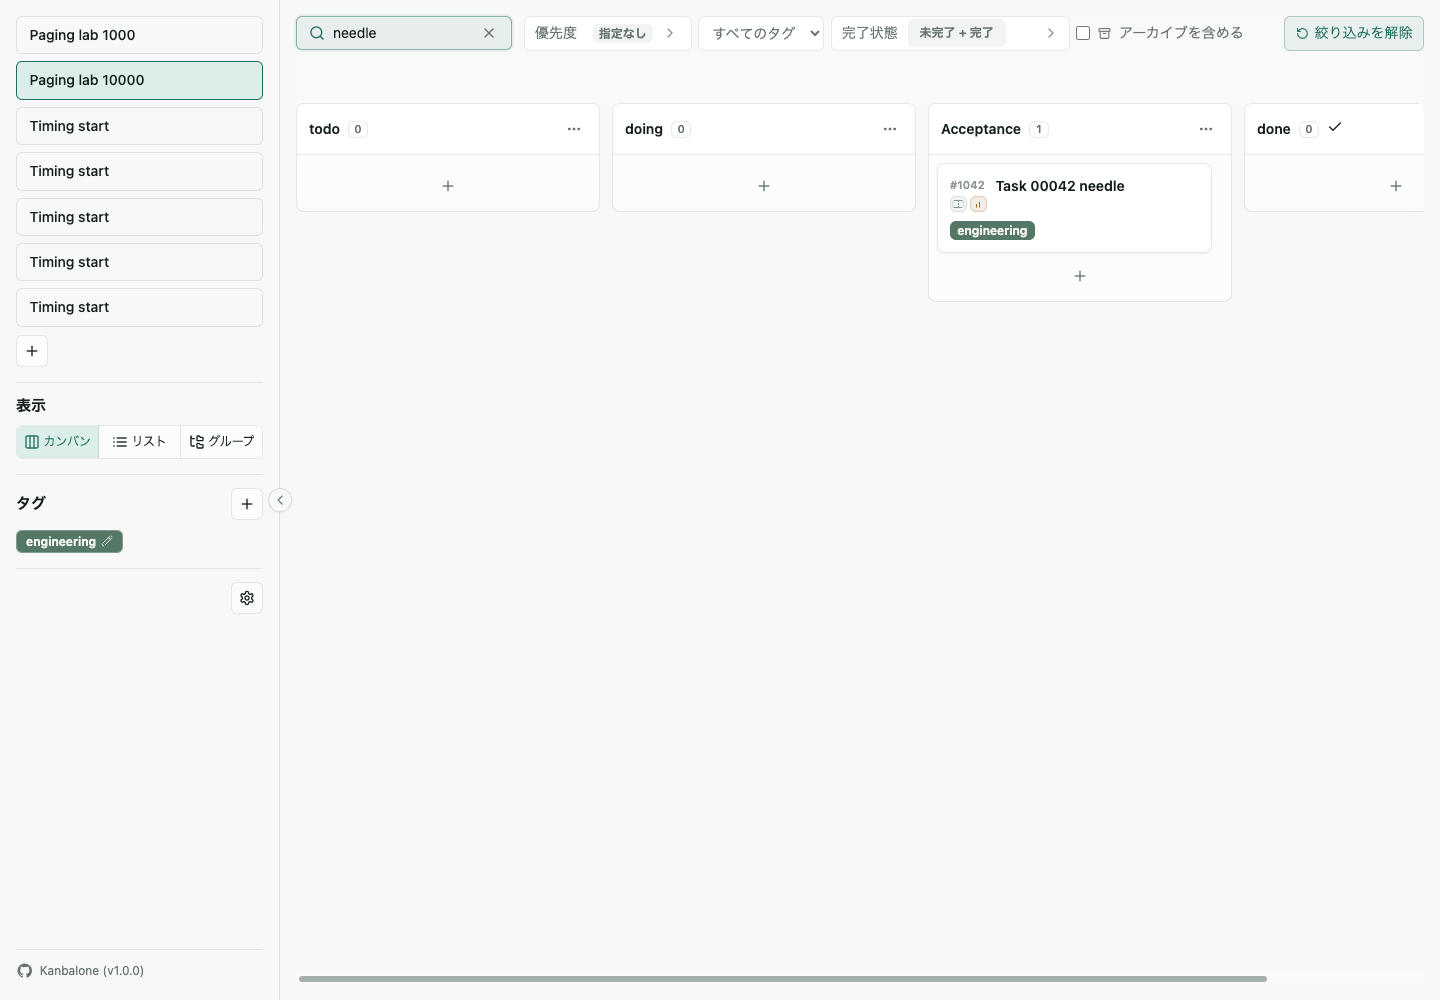 Paging lab 1000
Paging lab 10000
Timing start
Timing start
Timing start
Timing start
Timing start
表示
カンバン リスト グループ
タグ
engineering
Kanbalone (v1.0.0)
needle 優先度 指定なし すべてのタグ 完了状態 未完了 + 完了 アーカイブを含める 絞り込みを解除
todo 0
doing 0
Acceptance 1
#1042 Task 00042 needle
engineering
done 0